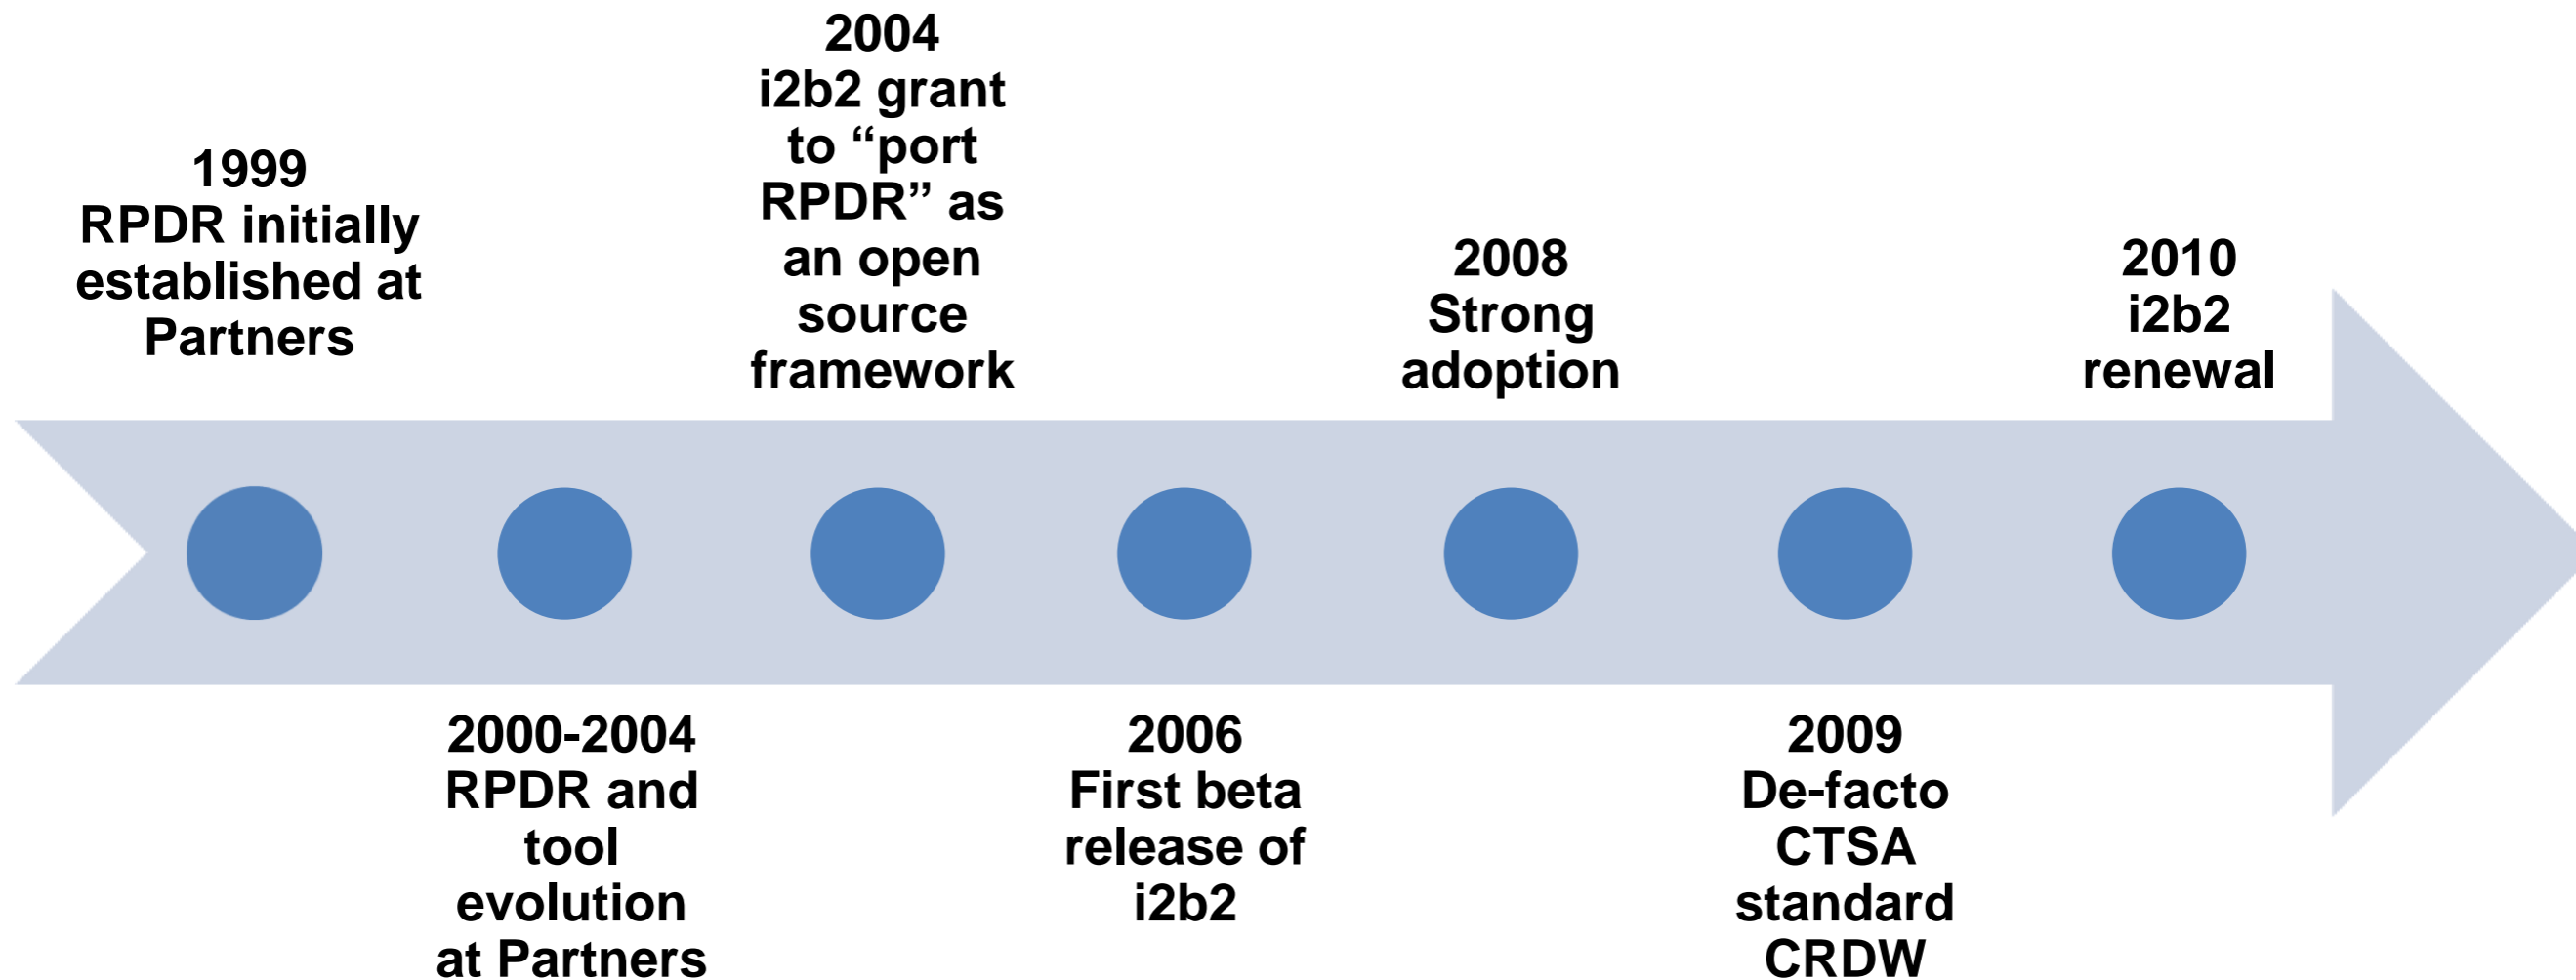 1999
RPDR initially
established at
Partners
2000-2004
RPDR and
tool
evolution
at Partners
2004
i2b2 grant
to “port
RPDR” as
an open
source
framework
2006
First beta
release of
i2b2
2008
Strong
adoption
2009
De-facto
CTSA
standard
CRDW
2010
i2b2
renewal